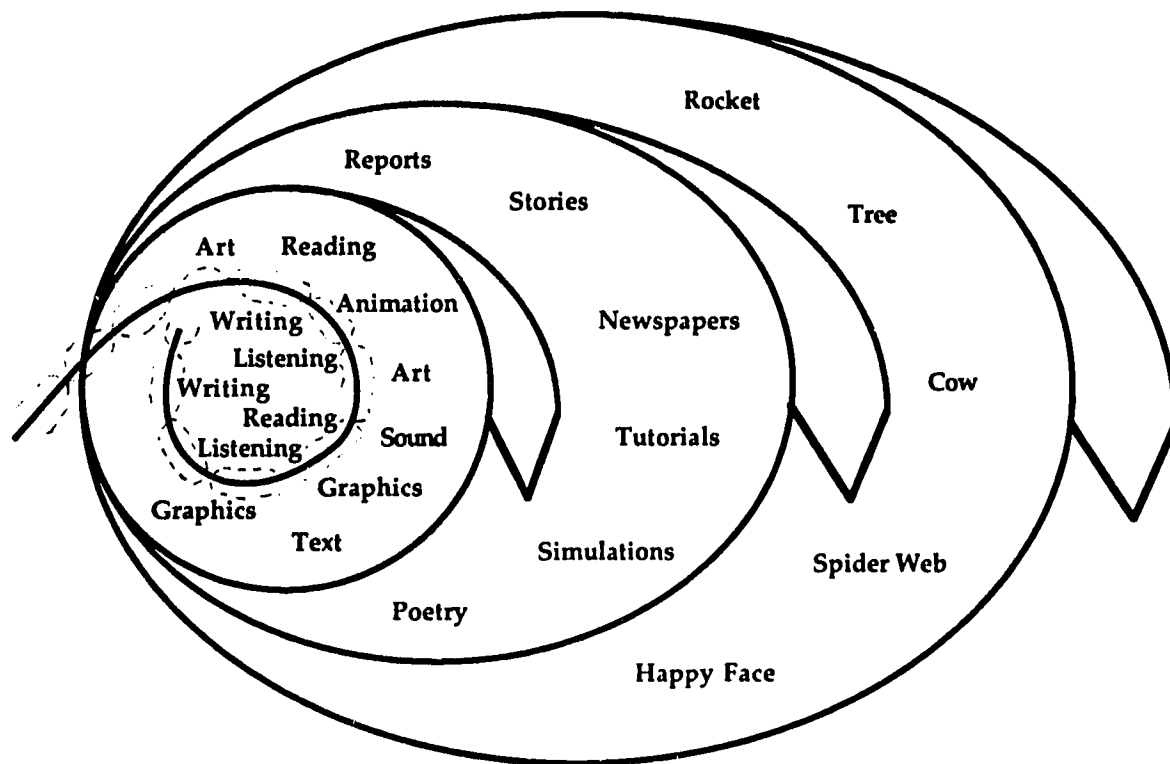 Rocket
Reports
Stories
Tree
Art Reading
Animation
Writing
Newspapers
Listening
Art
Writing
Cow
Reading
Sound
Tutorials
Listening
Graphics
Graphics
Text
Simulations
Spider Web
Poetry
Happy Face